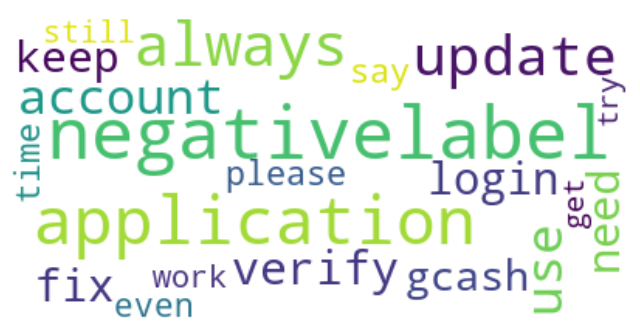 still always update
keep say
account try
negativelabel
time please login
application get need
fix work verify gcash use
even